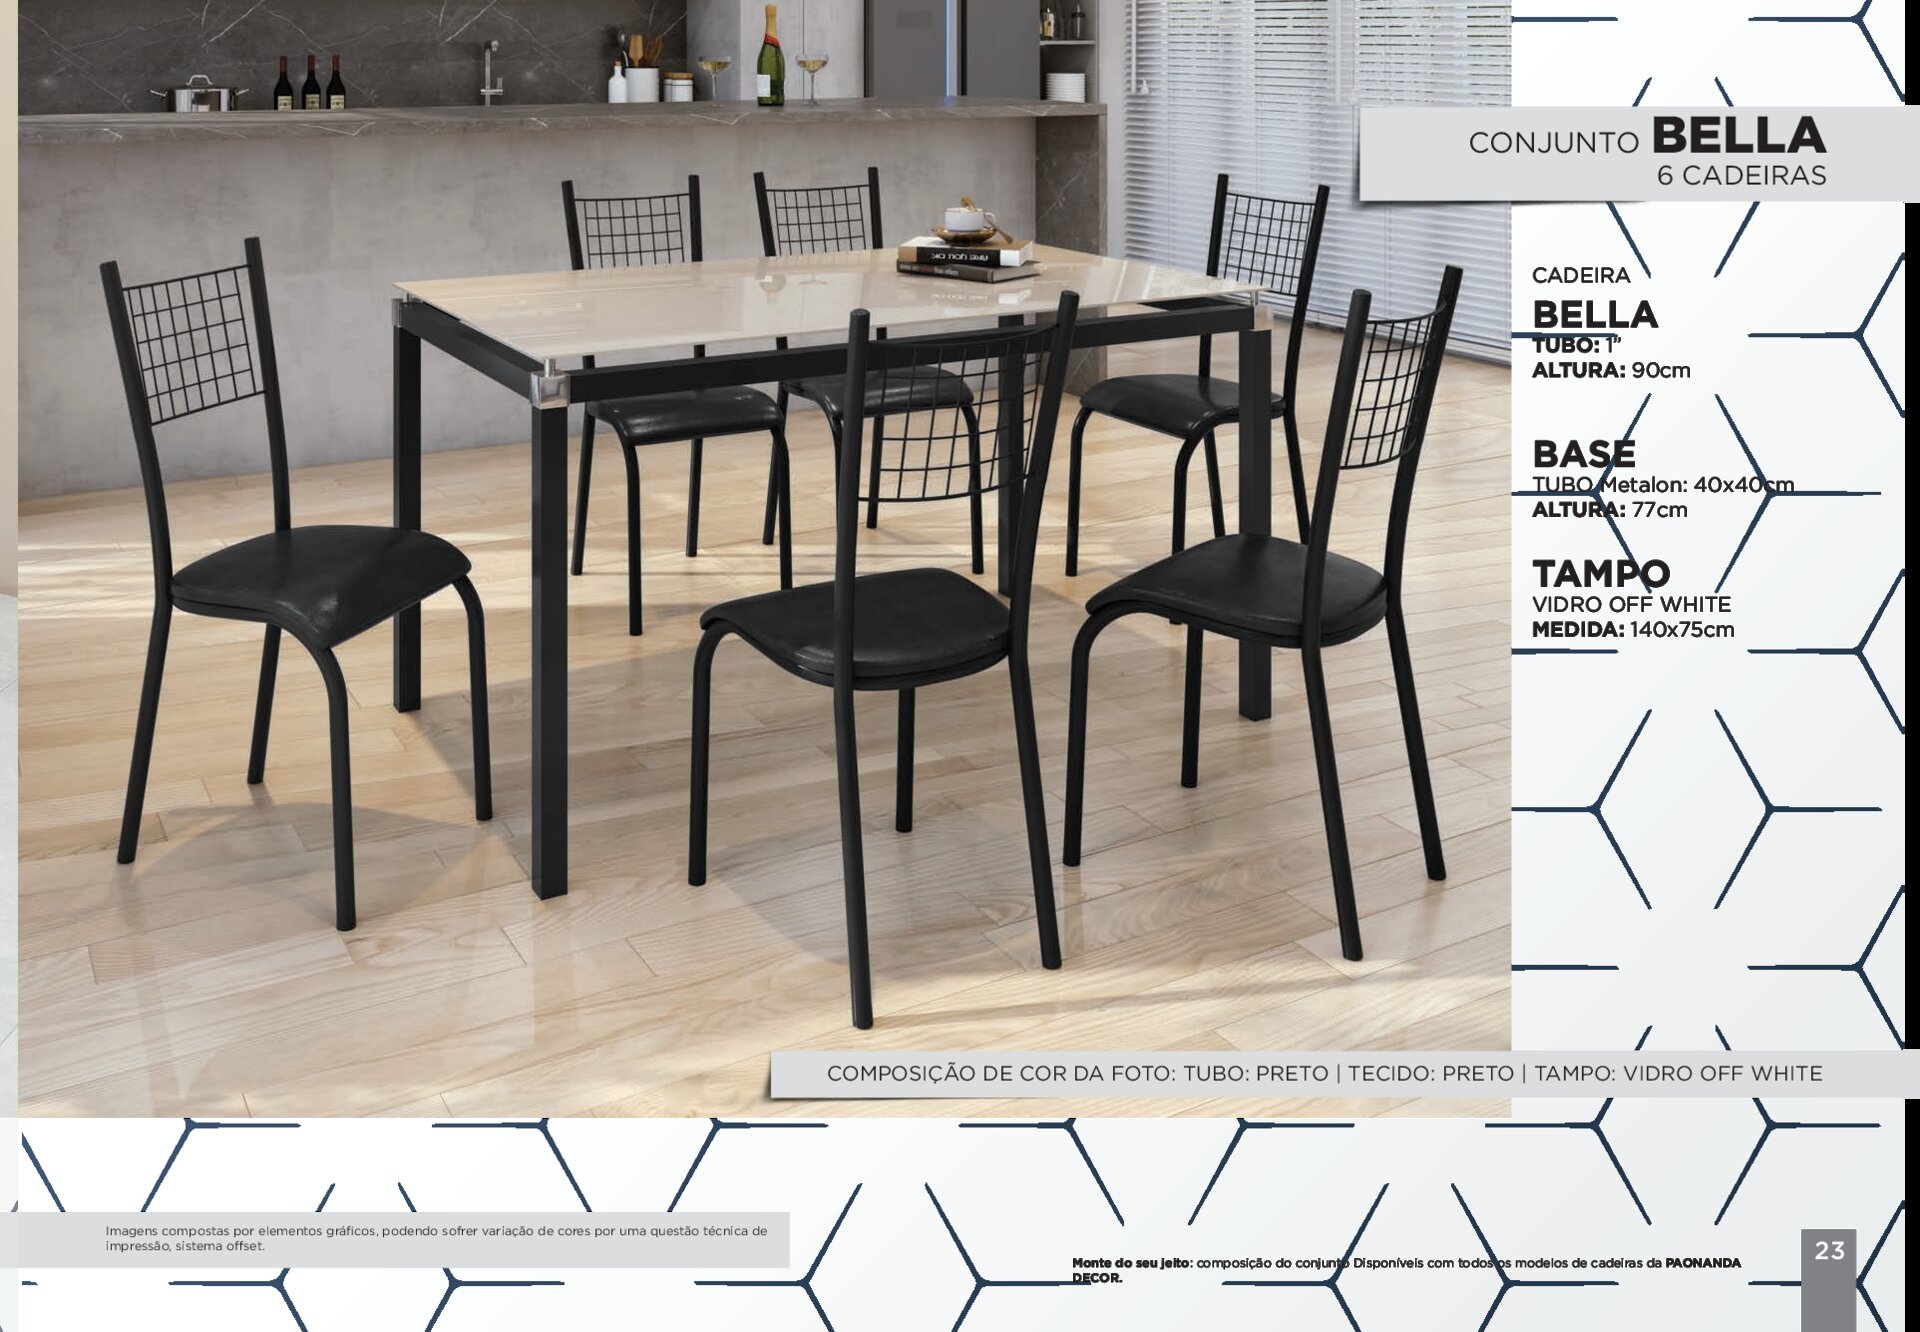 CONJUNTO BELLA
6 CADEIRAS
CADEIRA
BELLA
TUBO: 1”
ALTURA: 90cm
BASE
TUBO Metalon: 40x40cm
ALTURA: 77cm
TAMPO
VIDRO OFF WHITE
MEDIDA: 140x75cm
COMPOSIÇÃO DE COR DA FOTO: TUBO: PRETO | TECIDO: PRETO | TAMPO: VIDRO OFF WHITE
Imagens compostas por elementos gráficos, podendo sofrer variação de cores por uma questão técnica de
impressão, sistema offset.
Monte do seu jeito: composição do conjunto Disponíveis com todos os modelos de cadeiras da PAONANDA
DECOR.
23